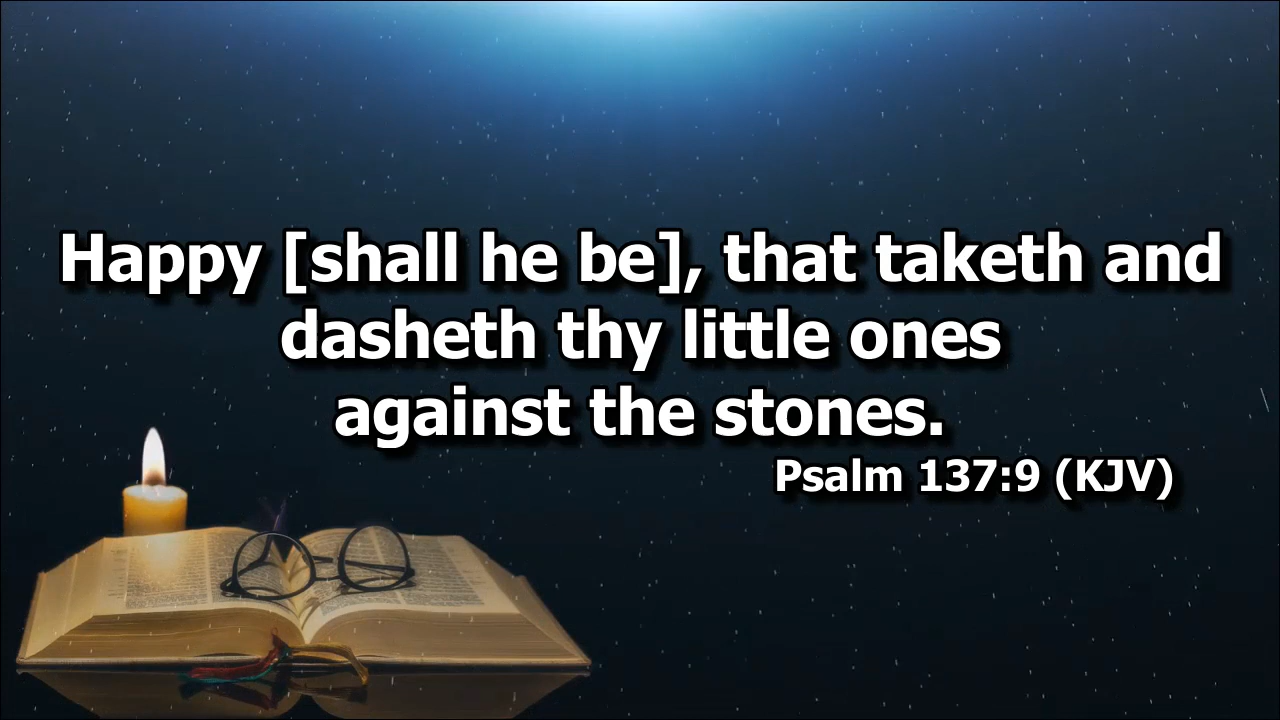 Happy [shall he be], that taketh and
dasheth thy little ones
against the stones.
Psalm 137:9 (KJV)